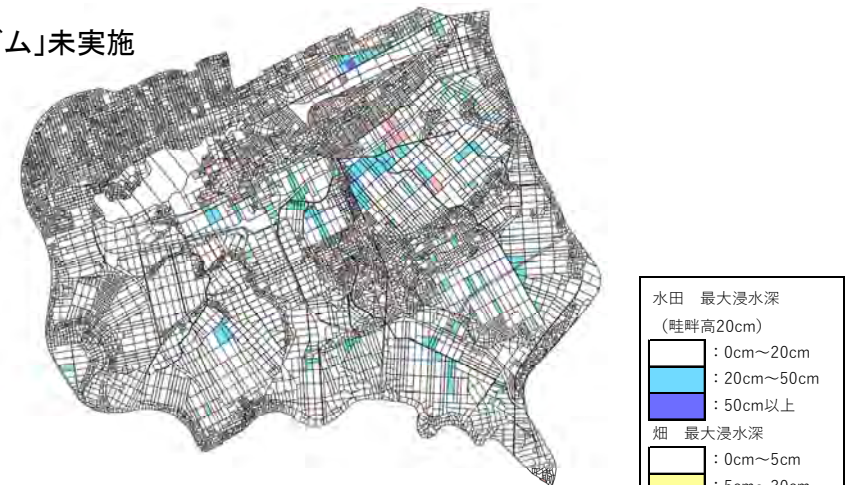 ム」未実施
水田 最大浸水深
（畦畔高20cm）
：0cm～20cm
：20cm～50cm
：50cm以上
畑 最大浸水深
：0cm～5cm